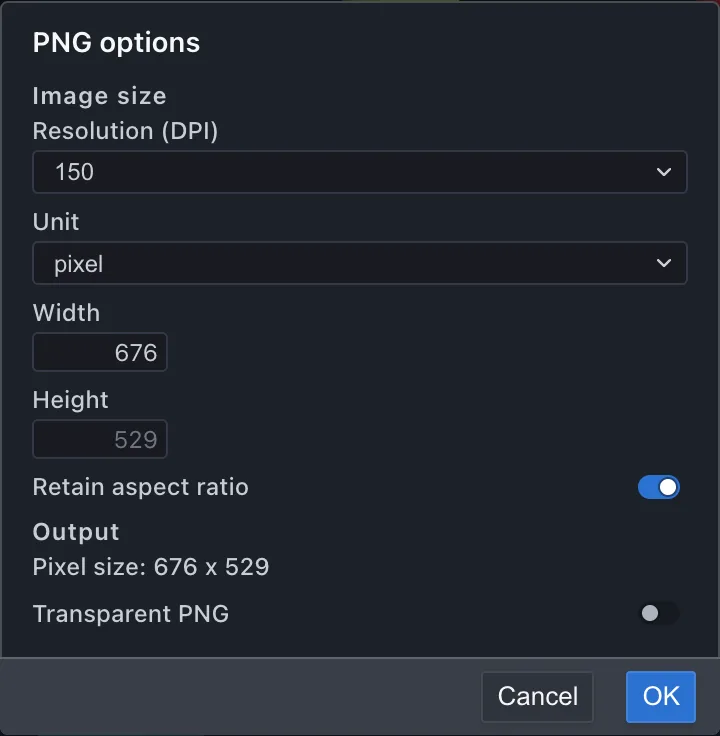 PNG options
Image size
Resolution (DPI)
150
Unit
pixel
Width
676
Height
529
Retain aspect ratio
Output
Pixel size: 676 x 529
Transparent PNG
Cancel OK